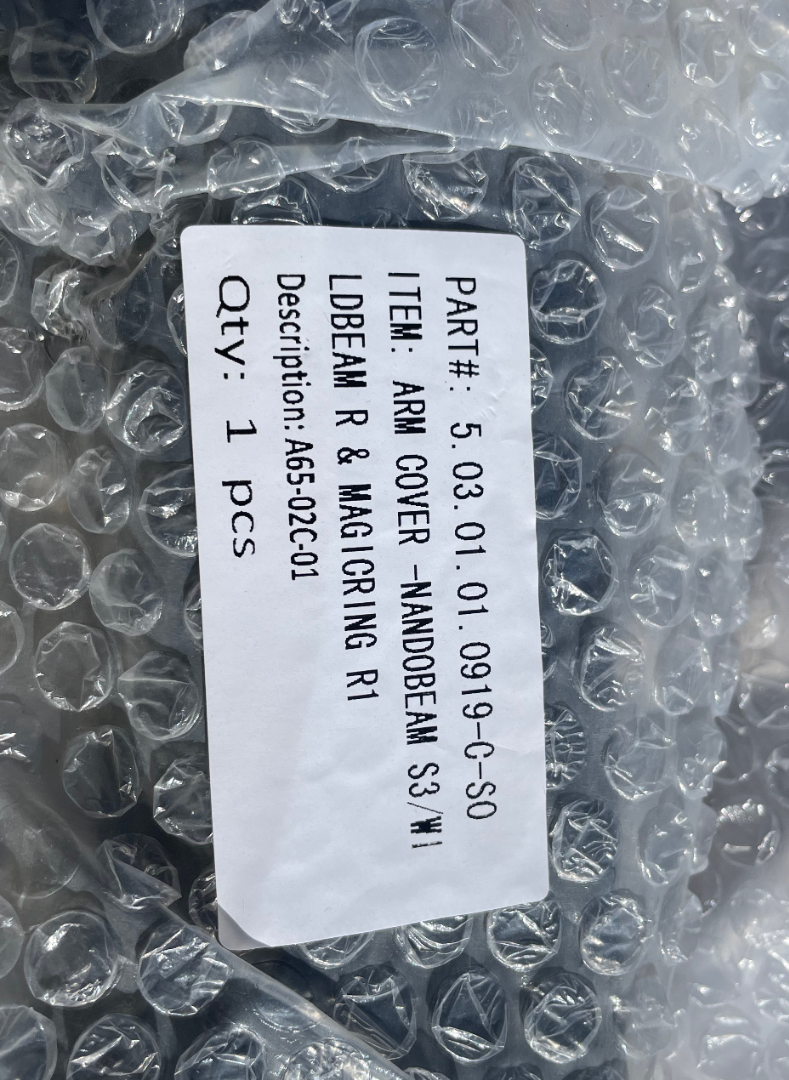 PART#: 5.03.01.01.0919-C-S0
ITEM: ARM COVER -NANDOBEAM S3/WI
LDBEAM R & MAGICRING R1
Description: A65-02C-01
Qty: 1 pcs